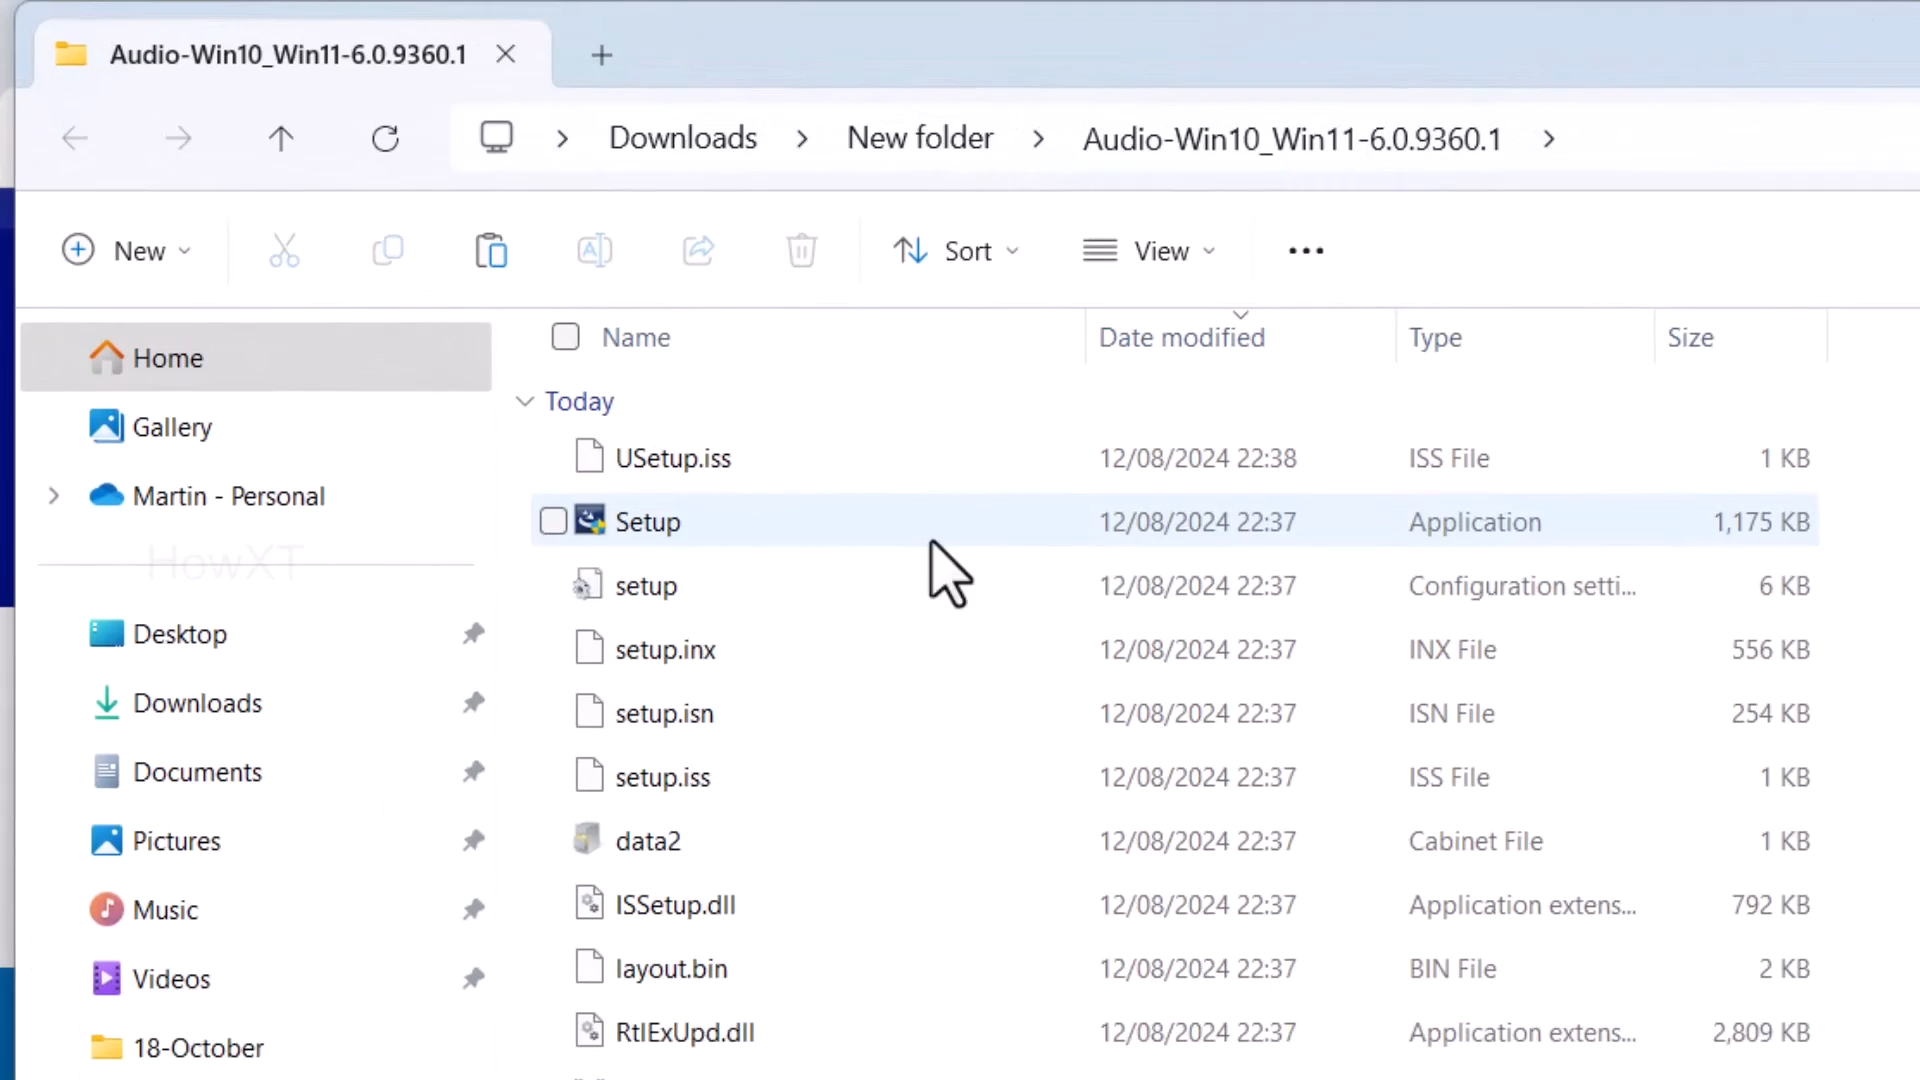 Audio-Win10_Win11-6.0.9360.1
Downloads > New folder > Audio-Win10_Win11-6.0.9360.1 >
New Sort View
Name Date modified Type Size
Home
Gallery
Martin - Personal
HowXT
Desktop
Downloads
Documents
Pictures
Music
Videos
18-October
Today
USetup.iss 12/08/2024 22:38 ISS File 1 KB
Setup 12/08/2024 22:37 Application 1,175 KB
setup 12/08/2024 22:37 Configuration setti... 6 KB
setup.inx 12/08/2024 22:37 INX File 556 KB
setup.isn 12/08/2024 22:37 ISN File 254 KB
setup.iss 12/08/2024 22:37 ISS File 1 KB
data2 12/08/2024 22:37 Cabinet File 1 KB
ISSetup.dll 12/08/2024 22:37 Application extens... 792 KB
layout.bin 12/08/2024 22:37 BIN File 2 KB
RtlExUpd.dll 12/08/2024 22:37 Application extens... 2,809 KB